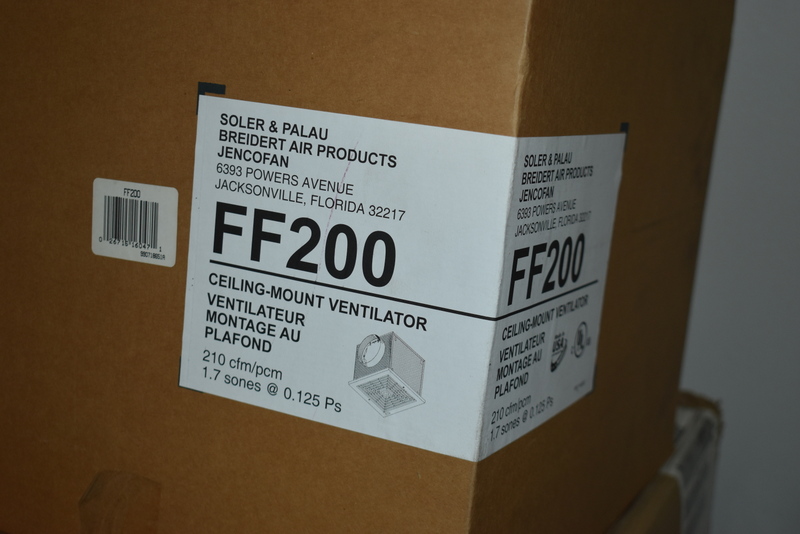 FF200
SOLER & PALAU
BREIDERT AIR PRODUCTS
JENCOFAN
6393 POWERS AVENUE
JACKSONVILLE, FLORIDA 32217
FF200
CEILING-MOUNT VENTILATOR
VENTILATEUR
MONTAGE AU
PLAFOND
210 cfm/pcm
1.7 sones @ 0.125 Ps
SOLER & PALAU
BREIDERT AIR PRODUCTS
JENCOFAN
6393 POWERS AVENUE
JACKSONVILLE, FLORIDA 32217
FF200
CEILING-MOUNT VENTILATOR
VENTILATEUR
MONTAGE AU
PLAFOND
USA
210 cfm/pcm
1.7 sones @ 0.125 Ps